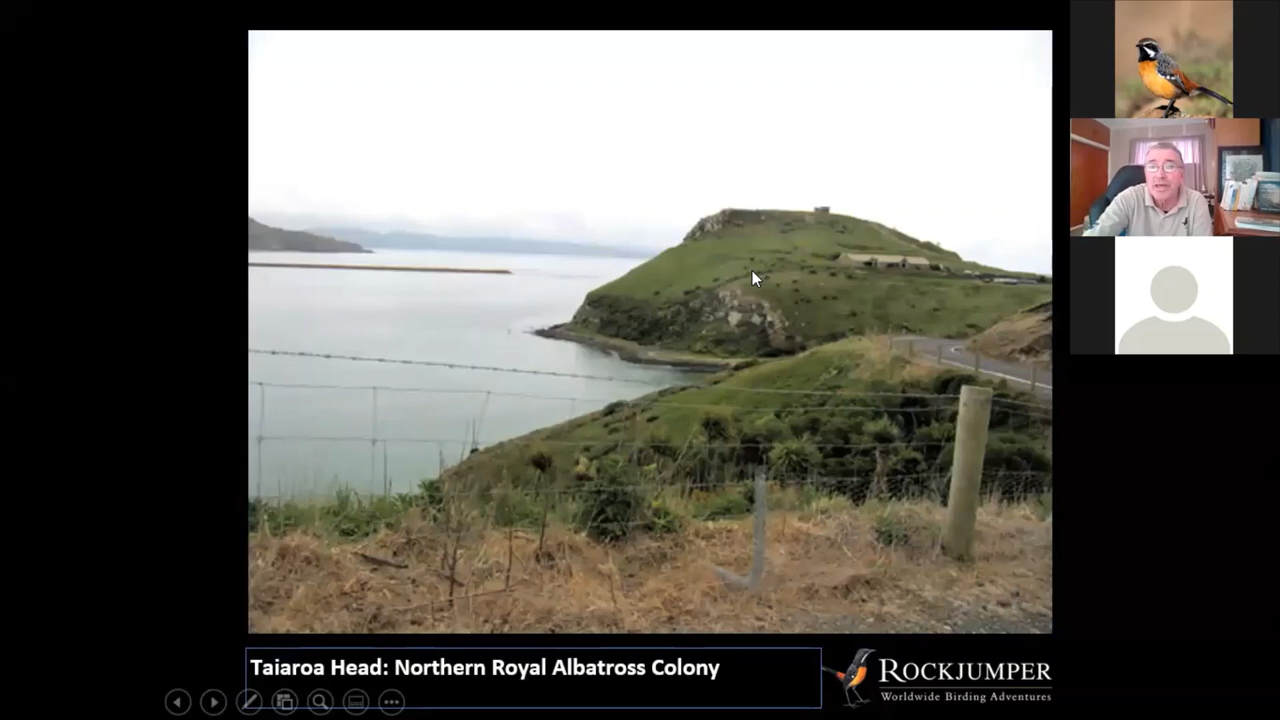 Taiaroa Head: Northern Royal Albatross Colony
ROCKJUMPER
Worldwide Birding Adventures